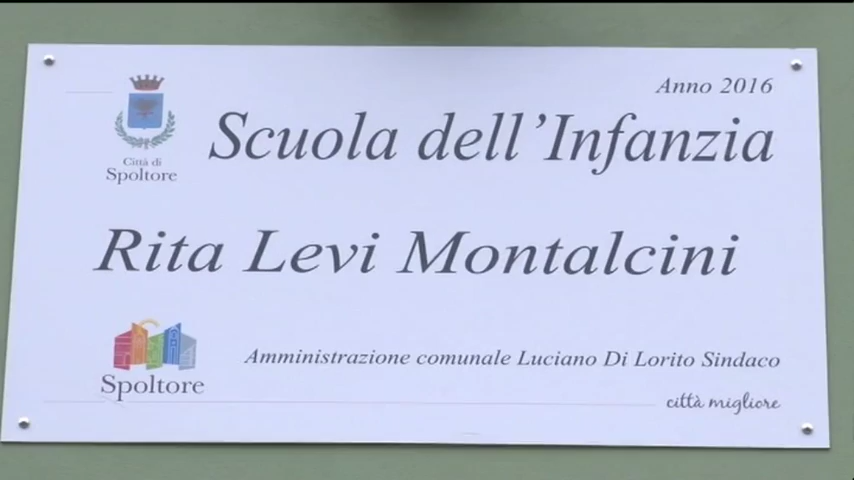 Anno 2016
Città di
Spoltore
Scuola dell'Infanzia
Rita Levi Montalcini
Spoltore
Amministrazione comunale Luciano Di Lorito Sindaco
città migliore